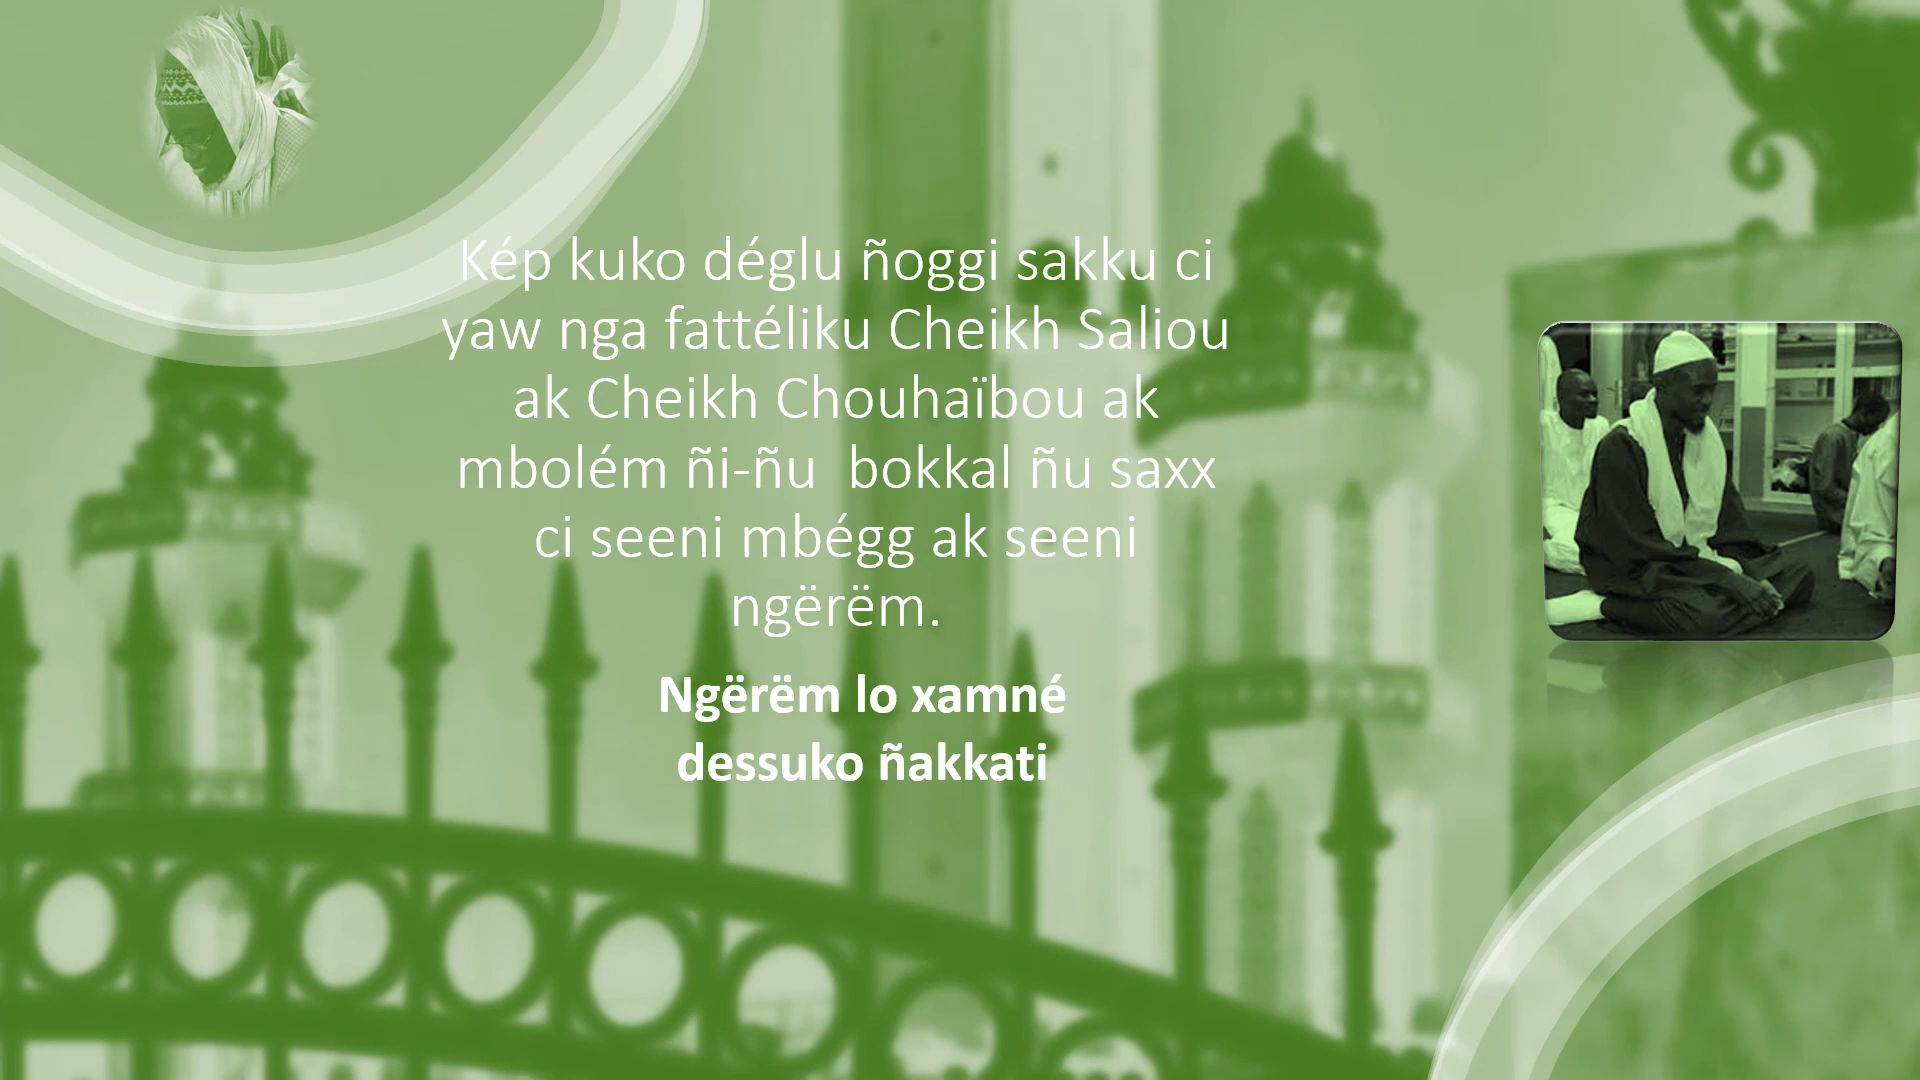 Kép kuko déglu ñoggi sakku ci
yaw nga fattéliku Cheikh Saliou
ak Cheikh Chouhaïbou ak
mbolém ñi-ñu  bokkal ñu saxx
ci seeni mbégg ak seeni
ngërëm.
Ngërëm lo xamné
dessuko ñakkati